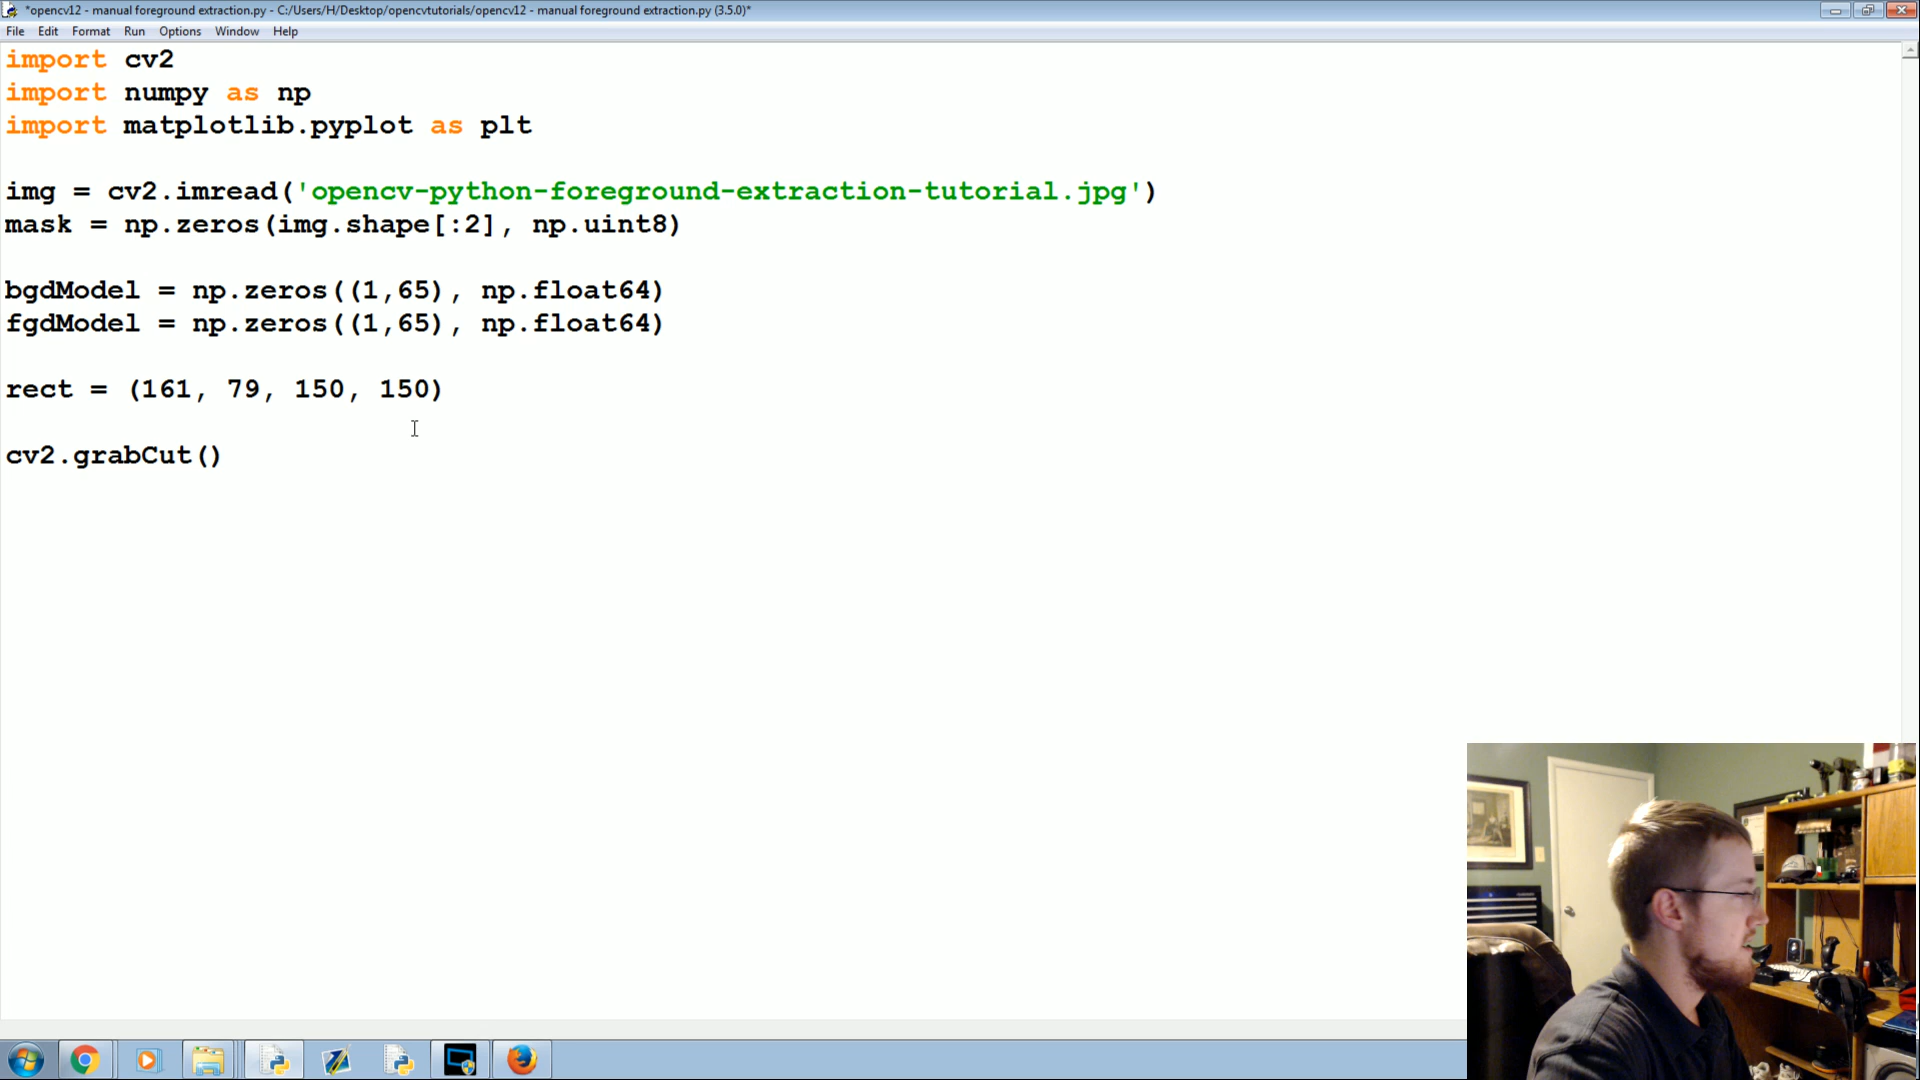 *opencv12 - manual foreground extraction.py - C:/Users/H/Desktop/opencvtutorials/opencv12 - manual foreground extraction.py (3.5.0)*
File Edit Format Run Options Window Help
import cv2
import numpy as np
import matplotlib.pyplot as plt
img = cv2.imread('opencv-python-foreground-extraction-tutorial.jpg')
mask = np.zeros(img.shape[:2], np.uint8)
bgdModel = np.zeros((1,65), np.float64)
fgdModel = np.zeros((1,65), np.float64)
rect = (161, 79, 150, 150)
cv2.grabCut()